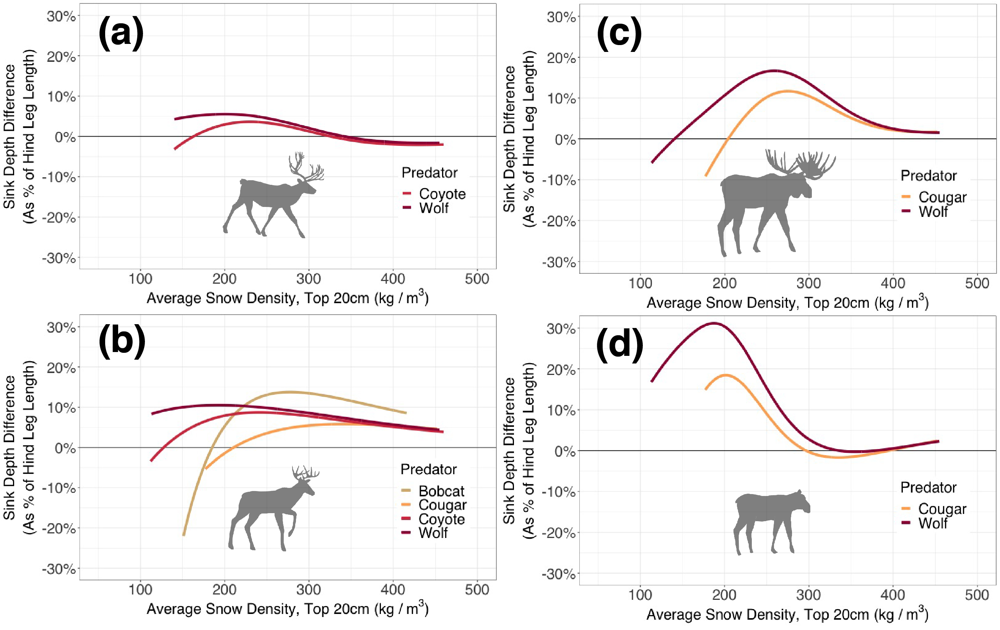 (a)
30%
20%
10%
0%
-10%
-20%
-30%
Sink Depth Difference
(As % of Hind Leg Length)
Predator
Coyote
Wolf
100 200 300 400 500
Average Snow Density, Top 20cm (kg / m³)
(c)
30%
20%
10%
0%
-10%
-20%
-30%
Sink Depth Difference
(As % of Hind Leg Length)
Predator
Cougar
Wolf
100 200 300 400 500
Average Snow Density, Top 20cm (kg / m³)
(b)
30%
20%
10%
0%
-10%
-20%
-30%
Sink Depth Difference
(As % of Hind Leg Length)
Predator
Bobcat
Cougar
Coyote
Wolf
100 200 300 400 500
Average Snow Density, Top 20cm (kg / m³)
(d)
30%
20%
10%
0%
-10%
-20%
-30%
Sink Depth Difference
(As % of Hind Leg Length)
Predator
Cougar
Wolf
100 200 300 400 500
Average Snow Density, Top 20cm (kg / m³)